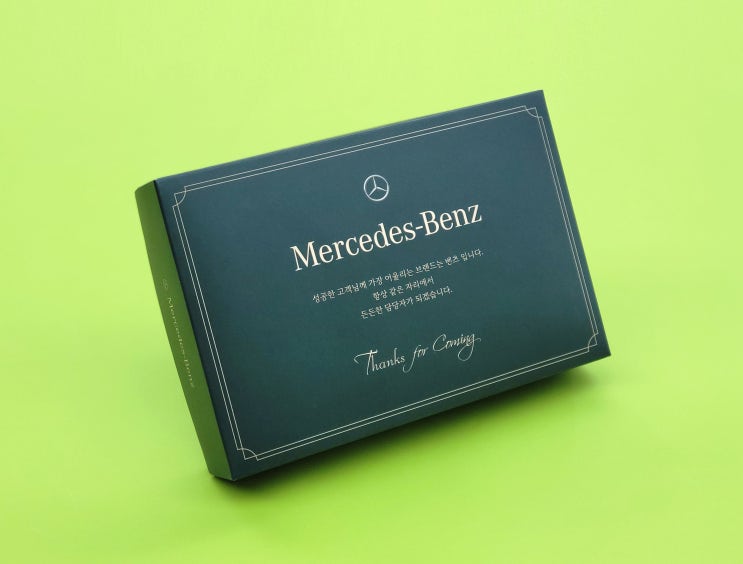 Mercedes-Benz
성공한 고객님께 가장 어울리는 브랜드는 벤츠 입니다.
항상 같은 자리에서
든든한 담당자가 되겠습니다.
Thanks for Coming
Mercedes-Benz